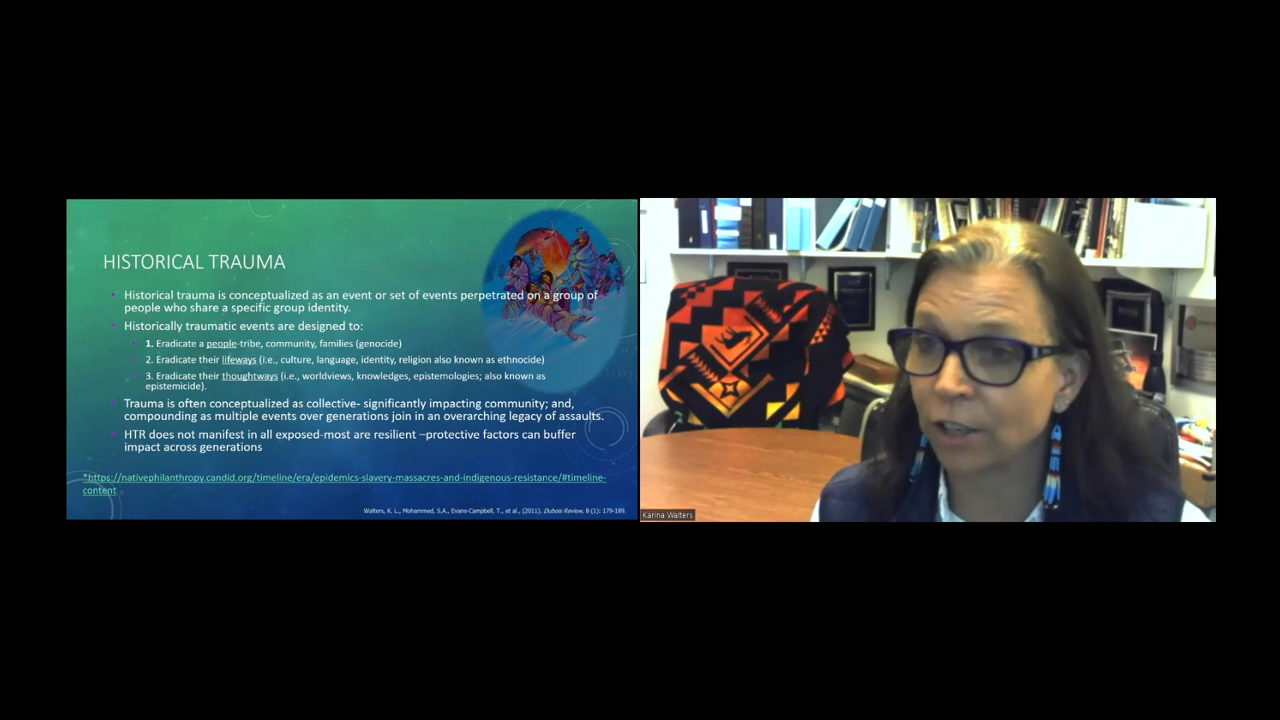 HISTORICAL TRAUMA
• Historical trauma is conceptualized as an event or set of events perpetrated on a group of
people who share a specific group identity.
• Historically traumatic events are designed to:
• 1. Eradicate a people-tribe, community, families (genocide)
• 2. Eradicate their lifeways (i.e., culture, language, identity, religion also known as ethnocide)
• 3. Eradicate their thoughtways (i.e., worldviews, knowledges, epistemologies; also known as
epistemicide).
• Trauma is often conceptualized as collective- significantly impacting community; and,
compounding as multiple events over generations join in an overarching legacy of assaults.
• HTR does not manifest in all exposed-most are resilient –protective factors can buffer
impact across generations
*https://nativephilanthropy.candid.org/timeline/era/epidemics-slavery-massacres-and-indigenous-resistance/#timeline-
content
Walters, K. L., Mohammed, S.A., Evans-Campbell, T., et al., (2011). Dubois Review, 8 (1): 179-189.
Karina Walters